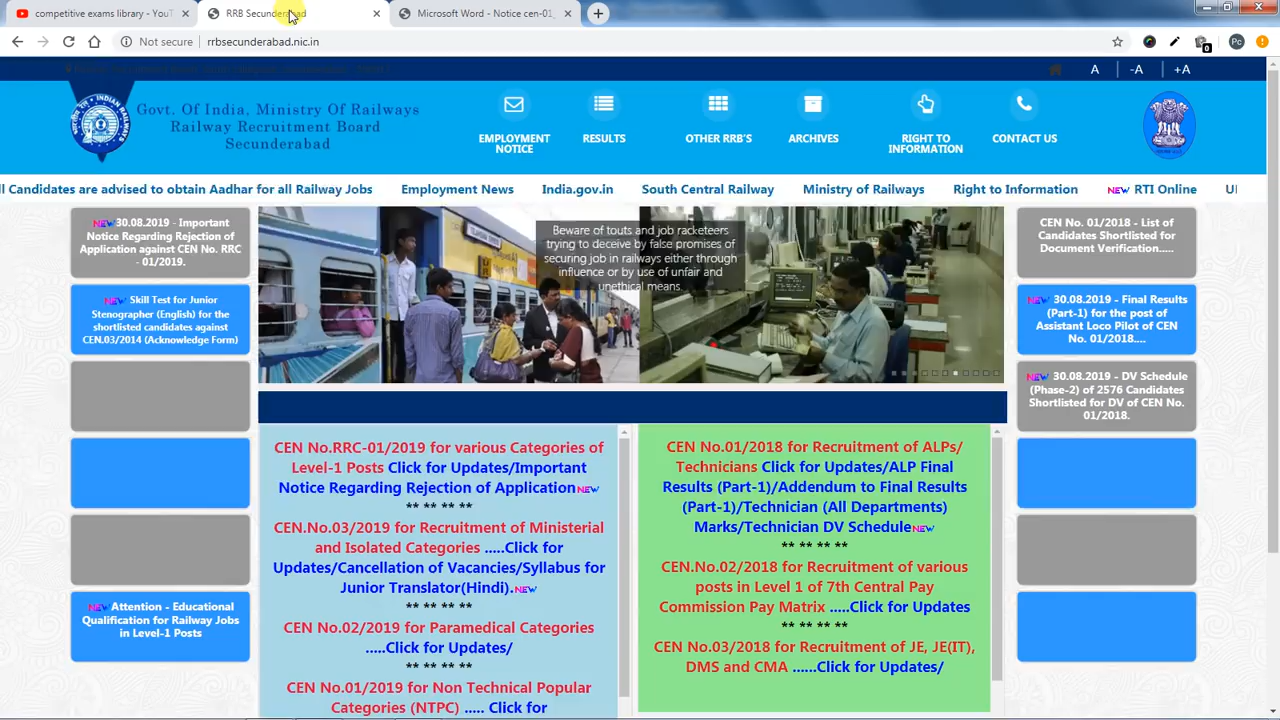 competitive exams library - YouT
RRB Secunderabad
Microsoft Word - Notice cen-01_
Not secure
rrbsecunderabad.nic.in
Pc
0
A
-A
+A
Govt. Of India, Ministry Of Railways
Railway Recruitment Board
Secunderabad
EMPLOYMENT
NOTICE
RESULTS
OTHER RRB'S
ARCHIVES
RIGHT TO
INFORMATION
CONTACT US
ll Candidates are advised to obtain Aadhar for all Railway Jobs
Employment News
India.gov.in
South Central Railway
Ministry of Railways
Right to Information
NEW RTI Online
UI
NEW 30.08.2019 - Important
Notice Regarding Rejection of
Application against CEN No. RRC
- 01/2019.
NEW Skill Test for Junior
Stenographer (English) for the
shortlisted candidates against
CEN.03/2014 (Acknowledge Form)
NEW Attention - Educational
Qualification for Railway Jobs
in Level-1 Posts
Beware of touts and job racketeers
trying to deceive by false promises of
securing job in railways either through
influence or by use of unfair and
unethical means.
CEN No.RRC-01/2019 for various Categories of
Level-1 Posts Click for Updates/Important
Notice Regarding Rejection of Application NEW
** ** ** **
CEN.No.03/2019 for Recruitment of Ministerial
and Isolated Categories .....Click for
Updates/Cancellation of Vacancies/Syllabus for
Junior Translator(Hindi). NEW
** ** ** **
CEN No.02/2019 for Paramedical Categories
.....Click for Updates/
** ** ** **
CEN No.01/2019 for Non Technical Popular
Categories (NTPC) ..... Click for
CEN No.01/2018 for Recruitment of ALPs/
Technicians Click for Updates/ALP Final
Results (Part-1)/Addendum to Final Results
(Part-1)/Technician (All Departments)
Marks/Technician DV Schedule NEW
** ** ** **
CEN.No.02/2018 for Recruitment of various
posts in Level 1 of 7th Central Pay
Commission Pay Matrix .....Click for Updates
** ** ** **
CEN No.03/2018 for Recruitment of JE, JE(IT),
DMS and CMA ......Click for Updates/
CEN No. 01/2018 - List of
Candidates Shortlisted for
Document Verification.....
NEW 30.08.2019 - Final Results
(Part-1) for the post of
Assistant Loco Pilot of CEN
No. 01/2018....
NEW 30.08.2019 - DV Schedule
(Phase-2) of 2576 Candidates
Shortlisted for DV of CEN No.
01/2018.